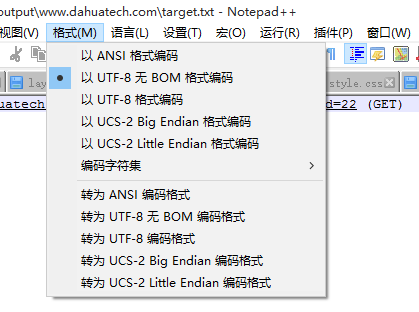 output\www.dahuatech.com\target.txt - Notepad++
视图(V) 格式(M) 语言(L) 设置(T) 宏(O) 运行(R) 插件(P) 窗口(W)
style.css
uatech
d=22 (GET)
以 ANSI 格式编码
以 UTF-8 无 BOM 格式编码
以 UTF-8 格式编码
以 UCS-2 Big Endian 格式编码
以 UCS-2 Little Endian 格式编码
编码字符集
转为 ANSI 编码格式
转为 UTF-8 无 BOM 编码格式
转为 UTF-8 编码格式
转为 UCS-2 Big Endian 编码格式
转为 UCS-2 Little Endian 编码格式